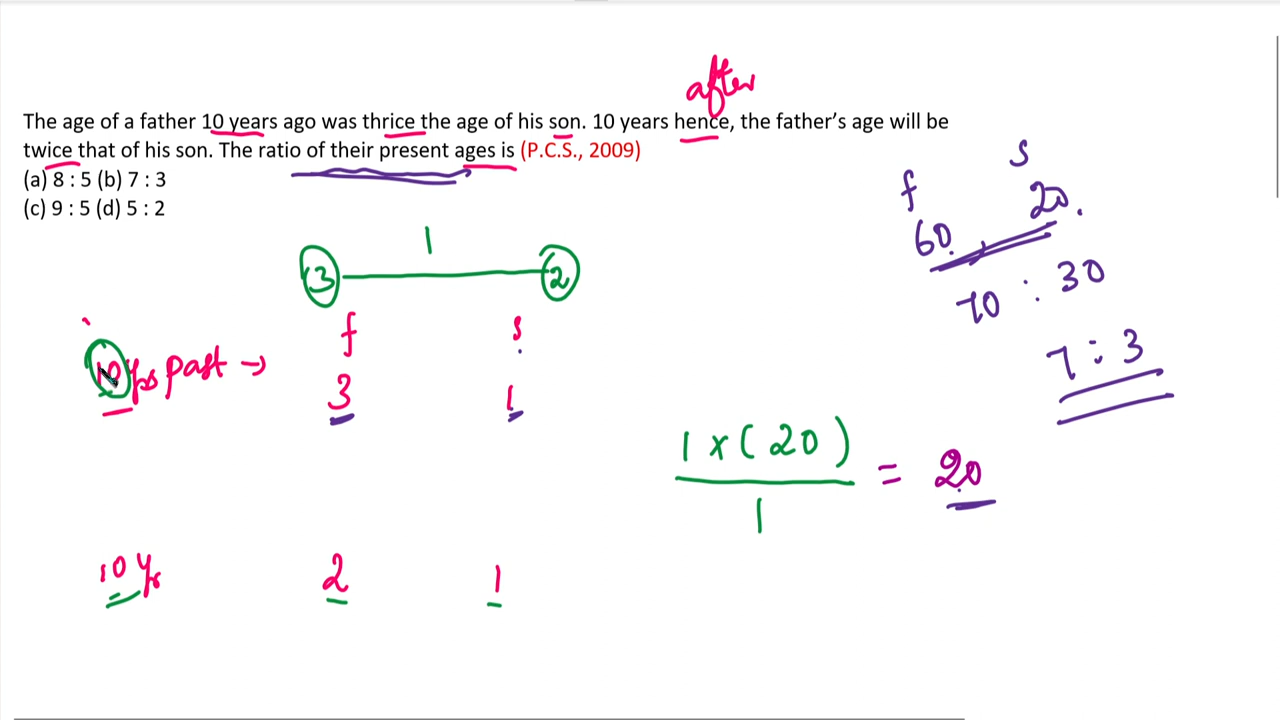 after
The age of a father 10 years ago was thrice the age of his son. 10 years hence, the father's age will be
twice that of his son. The ratio of their present ages is (P.C.S., 2009)
(a) 8 : 5 (b) 7 : 3
(c) 9 : 5 (d) 5 : 2
f s
60 20
70 : 30
7 : 3
1
3 2
f s
10 yrs past → 3 1
1 x (20)
1
= 20
10 yrs 2 1